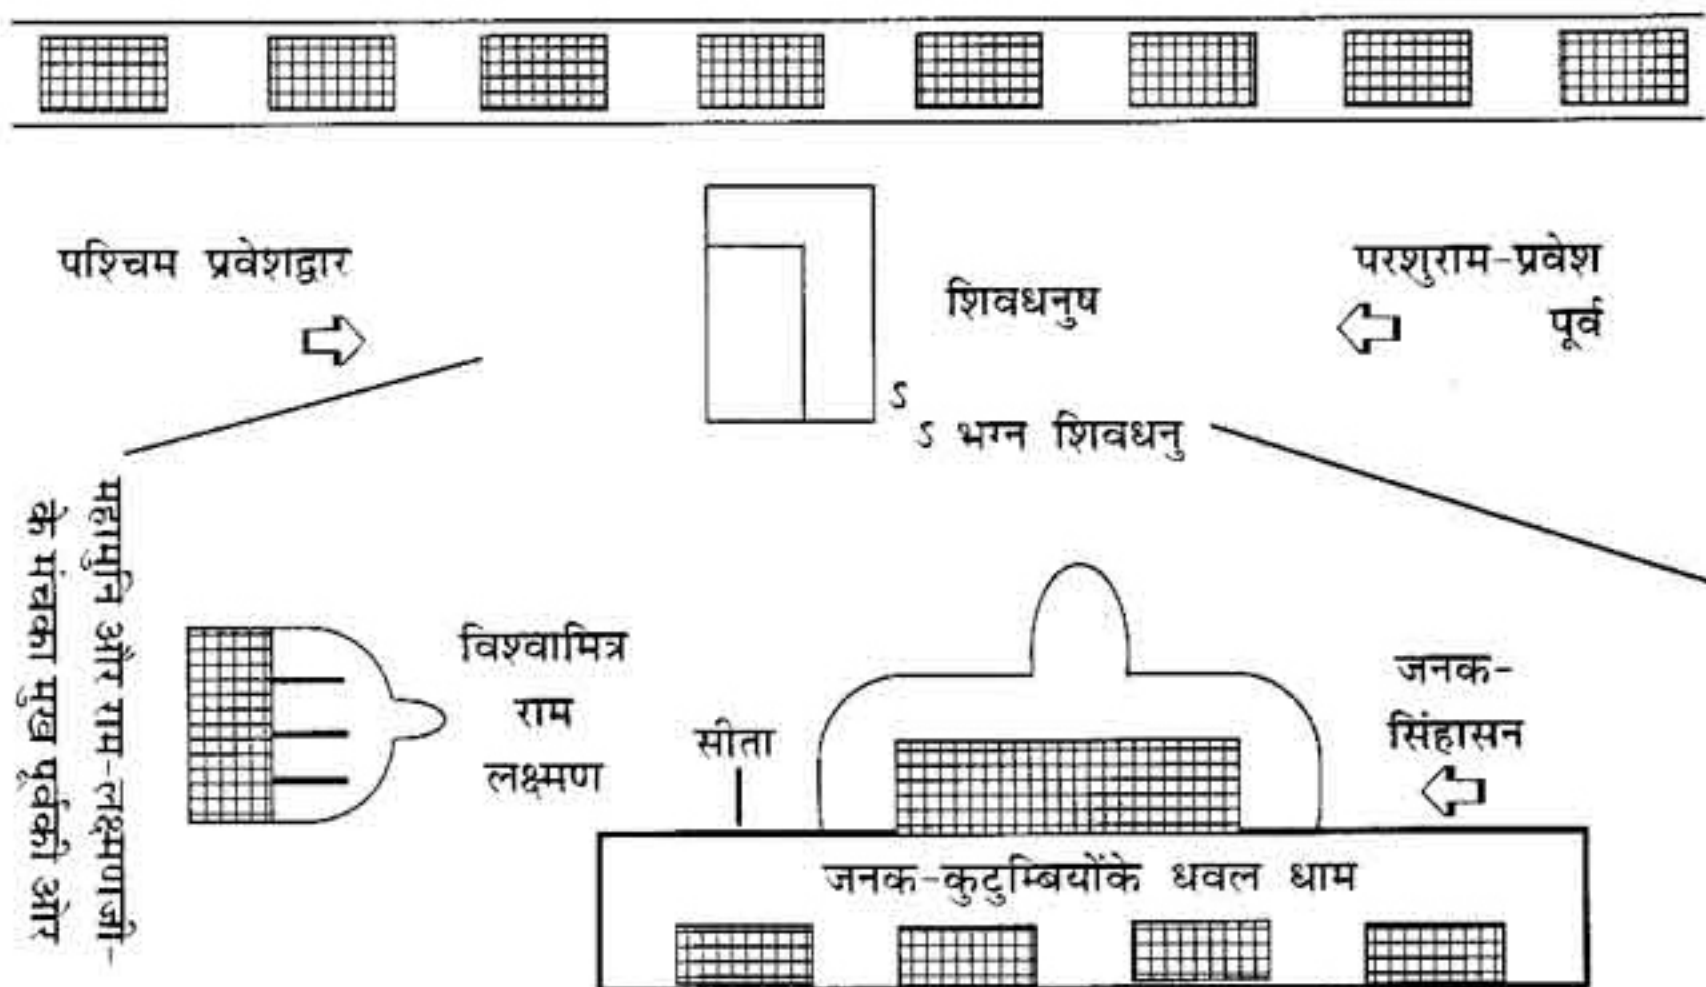 पश्चिम प्रवेशद्वार
शिवधनुष
परशुराम-प्रवेश
पूर्व
ऽ
ऽ भग्न शिवधनु
महामुनि और राम-लक्ष्मणजी-
के मंचका मुख पूर्वकी ओर
विश्वामित्र
राम
लक्ष्मण
सीता
जनक-
सिंहासन
जनक-कुटुम्बियोंके धवल धाम